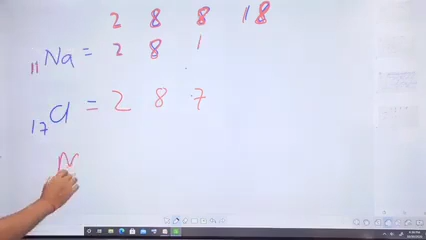 2 8 8 18
₁₁Na = 2 8 1
₁₇Cl = 2 8 7
N